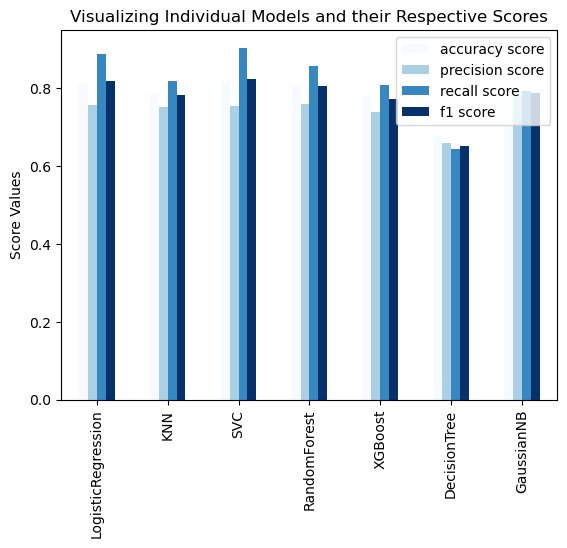 Visualizing Individual Models and their Respective Scores
accuracy score
precision score
recall score
f1 score
Score Values
0.8
0.6
0.4
0.2
0.0
LogisticRegression
KNN
SVC
RandomForest
XGBoost
DecisionTree
GaussianNB